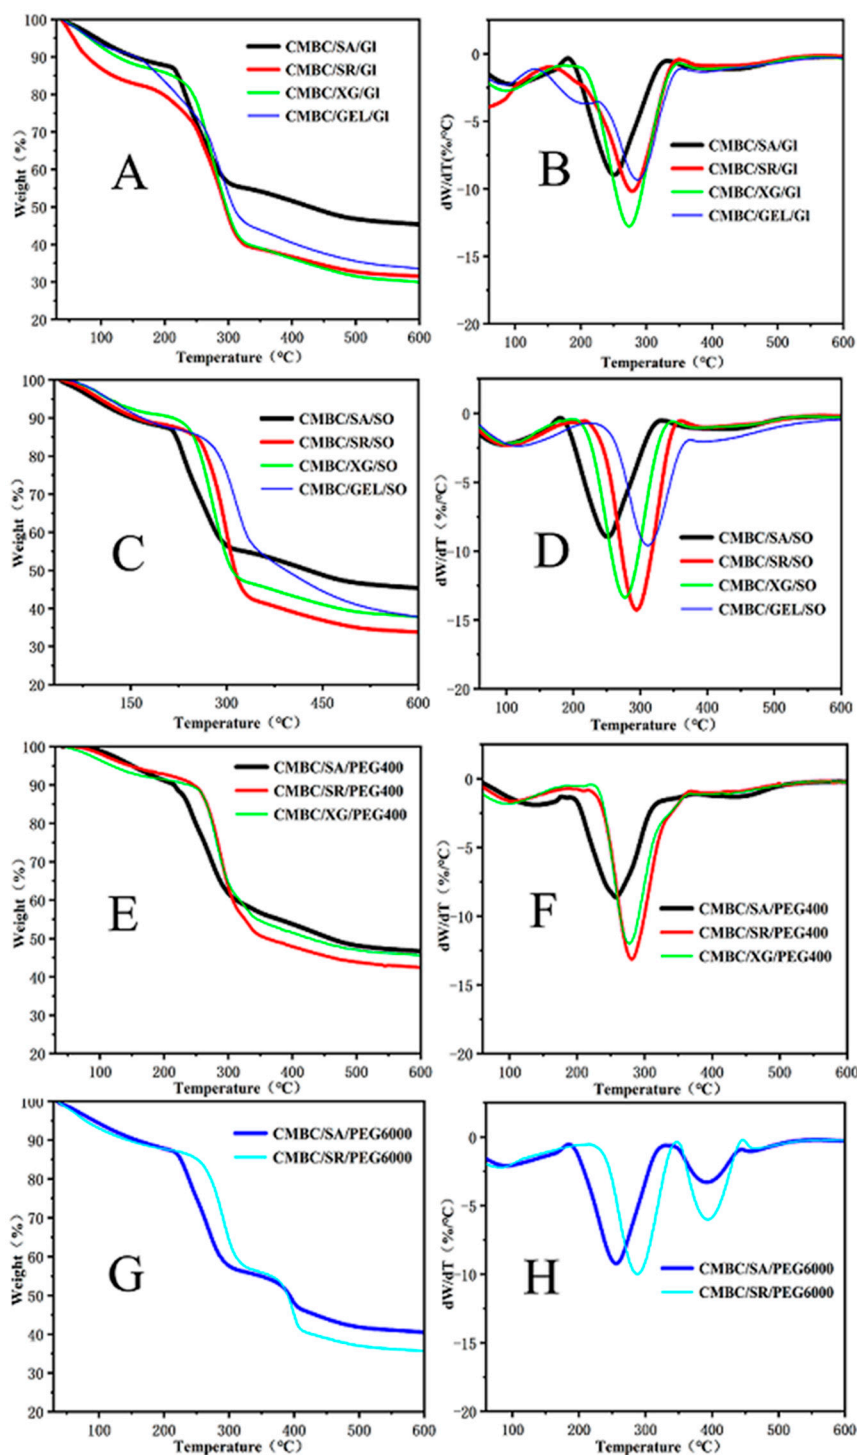 100
90
80
70
60
50
40
30
20
Weight (%)
100 200 300 400 500 600
Temperature (°C)
A
CMBC/SA/Gl
CMBC/SR/Gl
CMBC/XG/Gl
CMBC/GEL/Gl
0
-5
-10
-15
-20
dW/dT(%/°C)
100 200 300 400 500 600
Temperature (°C)
B
CMBC/SA/Gl
CMBC/SR/Gl
CMBC/XG/Gl
CMBC/GEL/Gl
100
90
80
70
60
50
40
30
20
Weight (%)
150 300 450 600
Temperature (°C)
C
CMBC/SA/SO
CMBC/SR/SO
CMBC/XG/SO
CMBC/GEL/SO
0
-5
-10
-15
-20
dW/dT (%/°C)
100 200 300 400 500 600
Temperature (°C)
D
CMBC/SA/SO
CMBC/SR/SO
CMBC/XG/SO
CMBC/GEL/SO
100
90
80
70
60
50
40
30
20
Weight (%)
100 200 300 400 500 600
Temperature (°C)
E
CMBC/SA/PEG400
CMBC/SR/PEG400
CMBC/XG/PEG400
0
-5
-10
-15
-20
dW/dT (%/°C)
100 200 300 400 500 600
Temperature (°C)
F
CMBC/SA/PEG400
CMBC/SR/PEG400
CMBC/XG/PEG400
100
90
80
70
60
50
40
30
20
Weight (%)
100 200 300 400 500 600
Temperature (°C)
G
CMBC/SA/PEG6000
CMBC/SR/PEG6000
0
-5
-10
-15
-20
dW/dT (%/°C)
100 200 300 400 500 600
Temperature (°C)
H
CMBC/SA/PEG6000
CMBC/SR/PEG6000